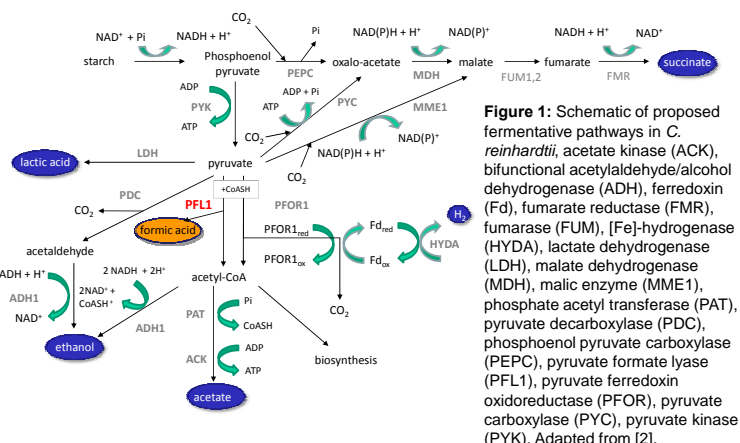 CO₂
Pi
NAD⁺ + Pi
NADH + H⁺
NAD(P)H + H⁺
NAD(P)⁺
NADH + H⁺
NAD⁺
starch
Phosphoenol
pyruvate
PEPC
oxalo-acetate
MDH
malate
FUM1,2
fumarate
FMR
succinate
ADP
PYK
ATP
ADP + Pi
ATP
PYC
MME1
CO₂
NAD(P)⁺
NAD(P)H + H⁺
CO₂
lactic acid
LDH
pyruvate
+CoASH
PDC
PFL1
PFOR1
CO₂
formic acid
PFOR1red
PFOR1ox
Fdred
Fdox
H₂
HYDA
acetaldehyde
NADH + H⁺
ADH1
NAD⁺
2 NADH + 2H⁺
2NAD⁺ +
CoASH⁺
ADH1
ethanol
acetyl-CoA
CO₂
PAT
Pi
CoASH
ACK
ADP
ATP
biosynthesis
acetate
Figure 1: Schematic of proposed
fermentative pathways in C.
reinhardtii, acetate kinase (ACK),
bifunctional acetylaldehyde/alcohol
dehydrogenase (ADH), ferredoxin
(Fd), fumarate reductase (FMR),
fumarase (FUM), [Fe]-hydrogenase
(HYDA), lactate dehydrogenase
(LDH), malate dehydrogenase
(MDH), malic enzyme (MME1),
phosphate acetyl transferase (PAT),
pyruvate decarboxylase (PDC),
phosphoenol pyruvate carboxylase
(PEPC), pyruvate formate lyase
(PFL1), pyruvate ferredoxin
oxidoreductase (PFOR), pyruvate
carboxylase (PYC), pyruvate kinase
(PYK). Adapted from [2].